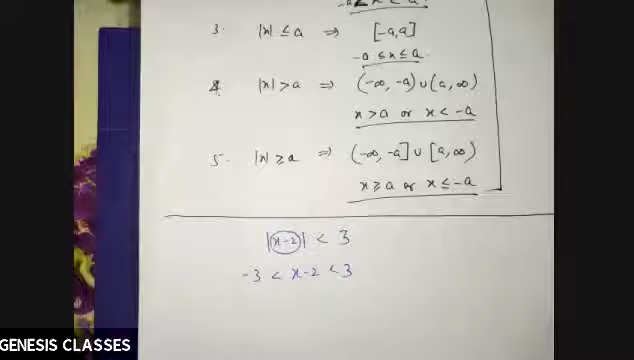 -a < x < a.
3. |x| ≤ a ⇒ [-a,a]
-a ≤ x ≤ a.
4. |x| > a ⇒ (-∞, -a) ∪ (a, ∞)
x > a or x < -a
5. |x| ≥ a ⇒ (-∞, -a] ∪ [a, ∞)
x ≥ a or x ≤ -a
|x-2| < 3
-3 < x-2 < 3
GENESIS CLASSES